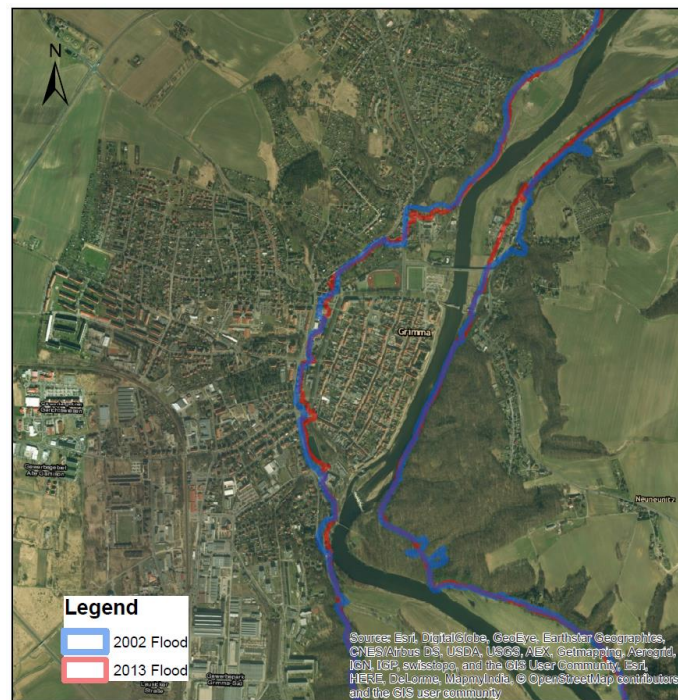 N
Grimma
Neunimptz
Legend
2002 Flood
2013 Flood
Source: Esri, DigitalGlobe, GeoEye, Earthstar Geographics,
CNES/Airbus DS, USDA, USGS, AEX, Getmapping, Aerogrid,
IGN, IGP, swisstopo, and the GIS User Community, Esri,
HERE, DeLorme, MapmyIndia, © OpenStreetMap contributors,
and the GIS user community